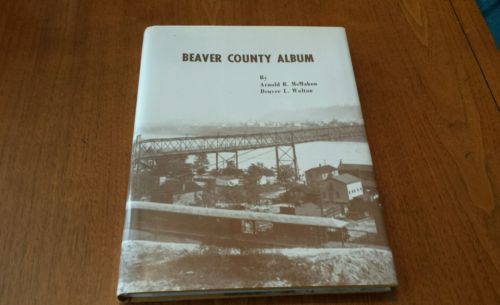 BEAVER COUNTY ALBUM
By
Arnold R. McMahon
Denver L. Walton